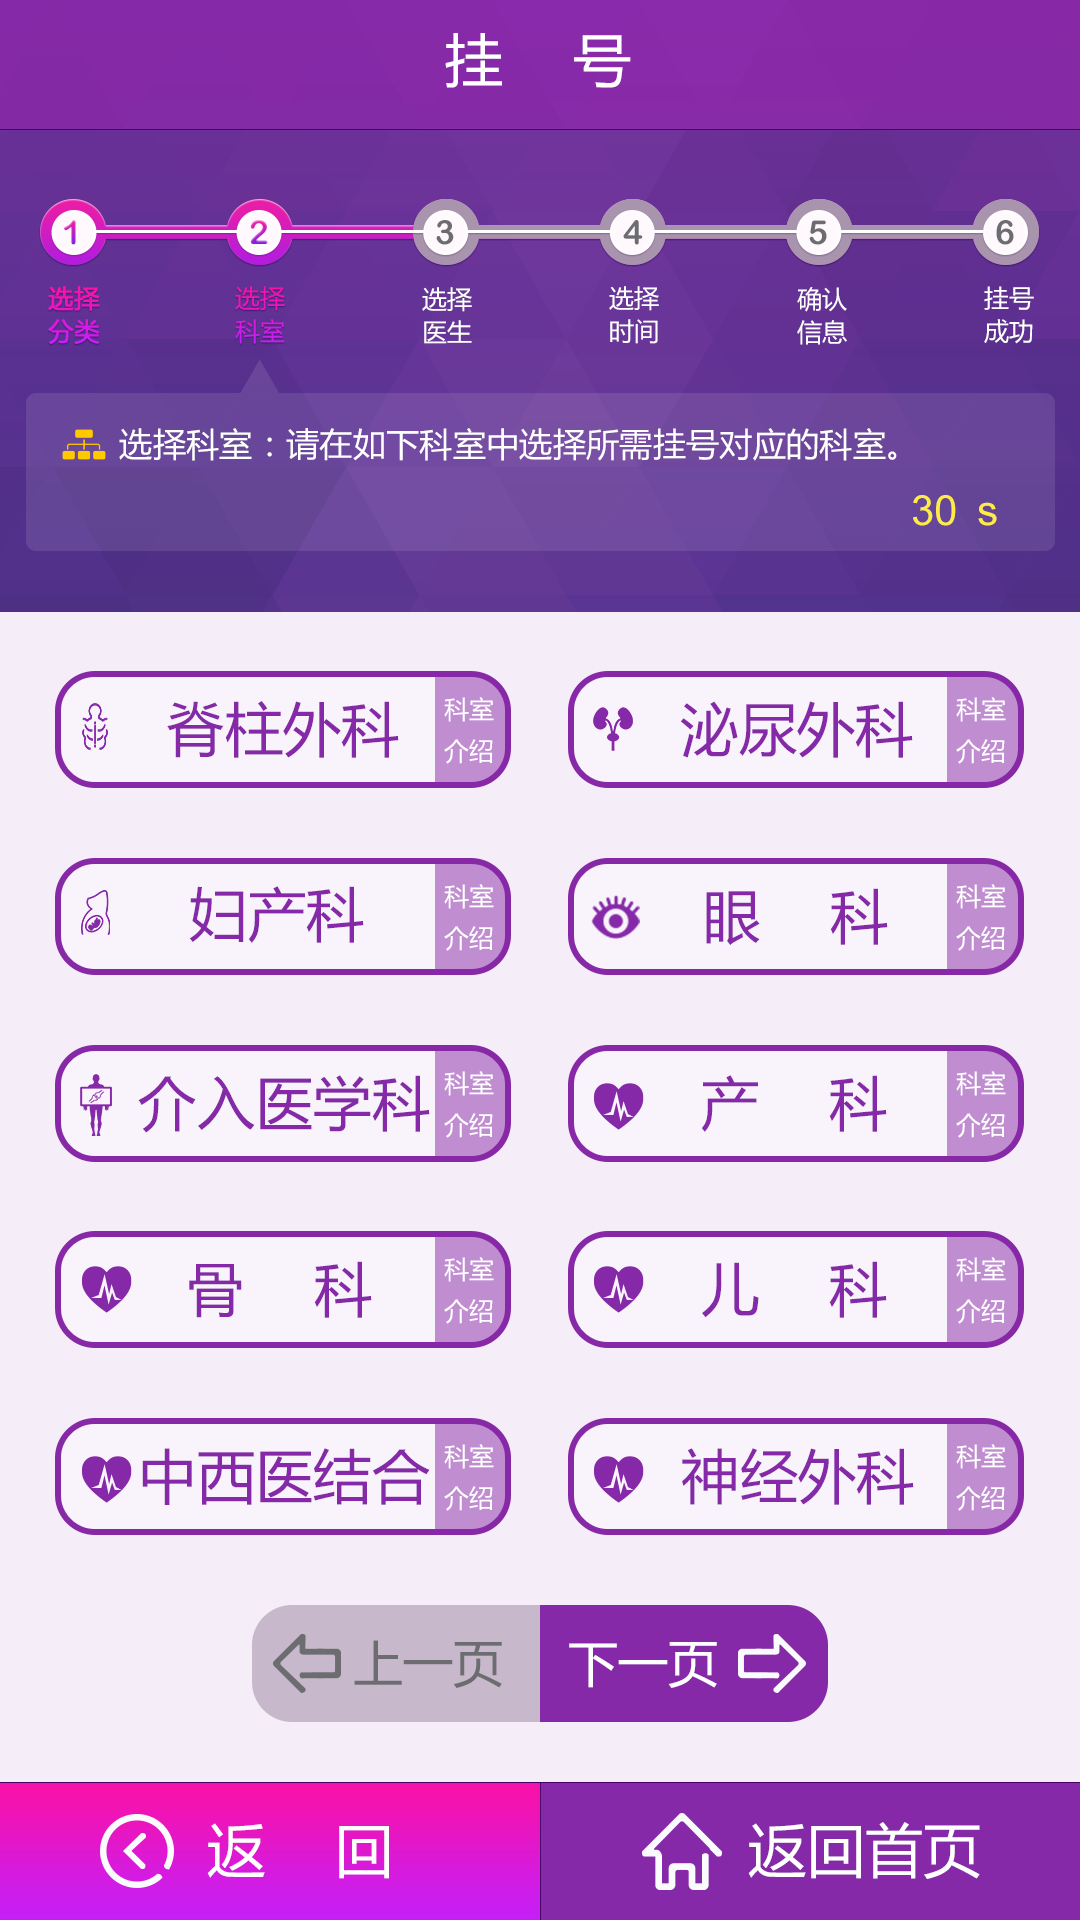 挂 号
1 2 3 4 5 6
选择 选择 选择 选择 确认 挂号
分类 科室 医生 时间 信息 成功
选择科室：请在如下科室中选择所需挂号对应的科室。
30 s
脊柱外科 科室介绍 泌尿外科 科室介绍
妇产科 科室介绍 眼 科 科室介绍
介入医学科 科室介绍 产 科 科室介绍
骨 科 科室介绍 儿 科 科室介绍
中西医结合 科室介绍 神经外科 科室介绍
上一页 下一页
返 回 返回首页